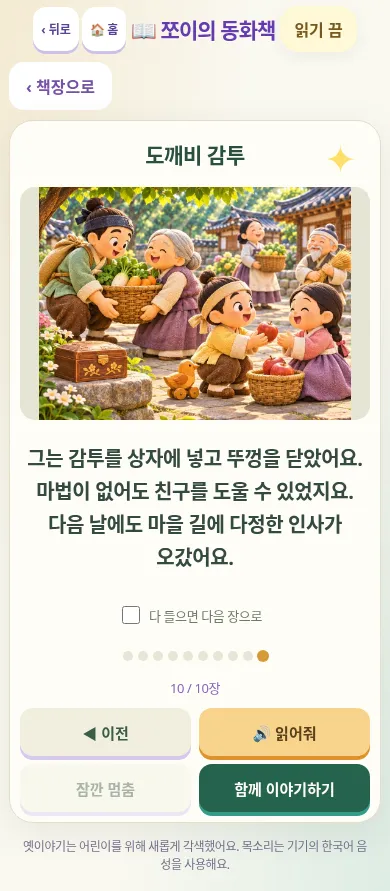 ‹ 뒤로
🏠 홈
📖 쪼이의 동화책
읽기 끔
‹ 책장으로
도깨비 감투
그는 감투를 상자에 넣고 뚜껑을 닫았어요.
마법이 없어도 친구를 도울 수 있었지요.
다음 날에도 마을 길에 다정한 인사가
오갔어요.
다 들으면 다음 장으로
10 / 10장
◀ 이전
🔊 읽어줘
잠깐 멈춤
함께 이야기하기
옛이야기는 어린이를 위해 새롭게 각색했어요. 목소리는 기기의 한국어 음
성을 사용해요.